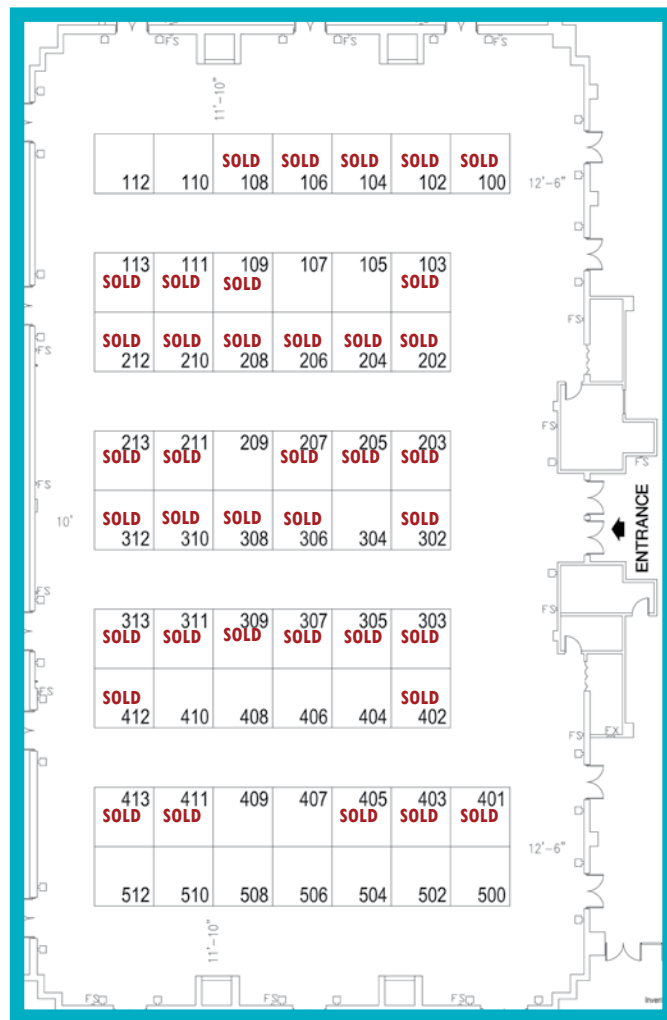 F'S F'S F'S
11'-10"
SOLD SOLD SOLD SOLD SOLD
112 110 108 106 104 102 100 12'-6"
113 111 109 107 105 103
SOLD SOLD SOLD SOLD
FS
SOLD SOLD SOLD SOLD SOLD SOLD
212 210 208 206 204 202
FS
FS
213 211 209 207 205 203
SOLD SOLD SOLD SOLD SOLD
FS
FS
ENTRANCE
SOLD SOLD SOLD SOLD SOLD
10'
312 310 308 306 304 302
FS
FS
313 311 309 307 305 303
SOLD SOLD SOLD SOLD SOLD SOLD
FS
SOLD SOLD
412 410 408 406 404 402
FS FX
413 411 409 407 405 403 401
SOLD SOLD SOLD SOLD SOLD
12'-6"
512 510 508 506 504 502 500
11'-10"
FS FS FS
Inven